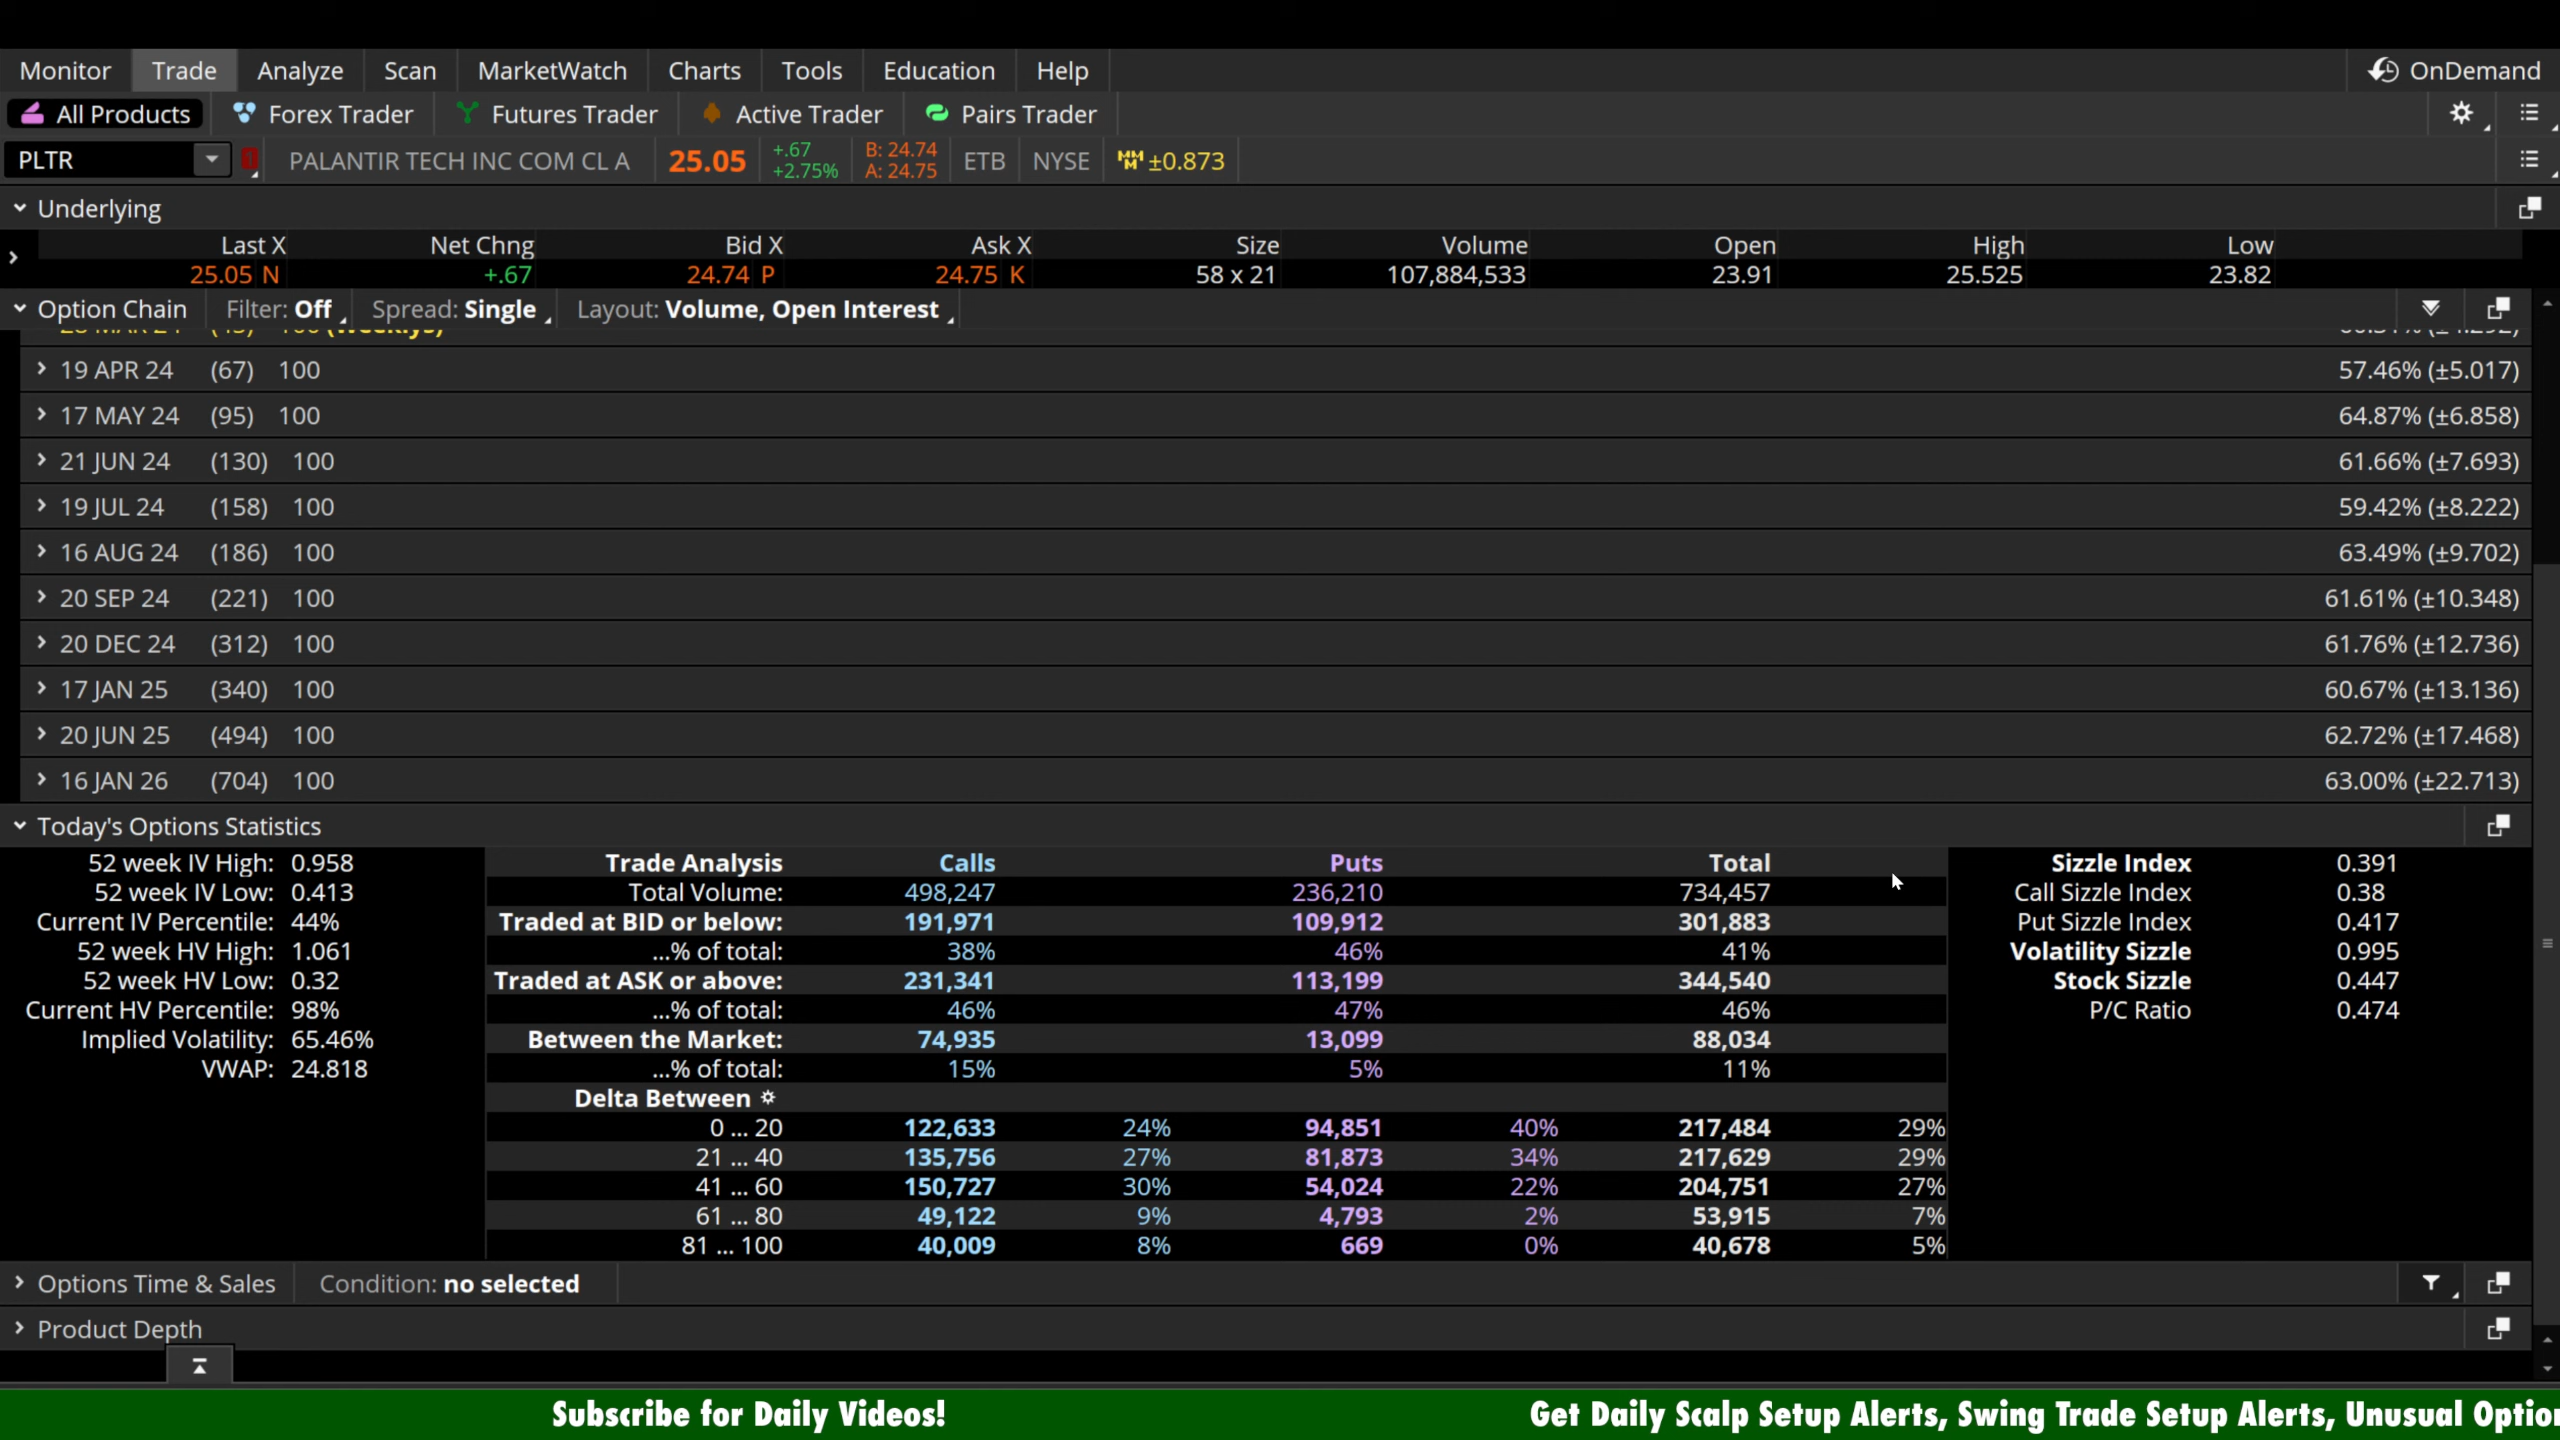 Monitor Trade Analyze Scan MarketWatch Charts Tools Education Help OnDemand
All Products Forex Trader Futures Trader Active Trader Pairs Trader
PLTR PALANTIR TECH INC COM CL A 25.05 +.67 +2.75% B: 24.74 A: 24.75 ETB NYSE ±0.873
Underlying
Last X Net Chng Bid X Ask X Size Volume Open High Low
25.05 N +.67 24.74 P 24.75 K 58 x 21 107,884,533 23.91 25.525 23.82
Option Chain Filter: Off Spread: Single Layout: Volume, Open Interest
19 APR 24 (67) 100 57.46% (±5.017)
17 MAY 24 (95) 100 64.87% (±6.858)
21 JUN 24 (130) 100 61.66% (±7.693)
19 JUL 24 (158) 100 59.42% (±8.222)
16 AUG 24 (186) 100 63.49% (±9.702)
20 SEP 24 (221) 100 61.61% (±10.348)
20 DEC 24 (312) 100 61.76% (±12.736)
17 JAN 25 (340) 100 60.67% (±13.136)
20 JUN 25 (494) 100 62.72% (±17.468)
16 JAN 26 (704) 100 63.00% (±22.713)
Today's Options Statistics
52 week IV High: 0.958 Trade Analysis Calls Puts Total Sizzle Index 0.391
52 week IV Low: 0.413 Total Volume: 498,247 236,210 734,457 Call Sizzle Index 0.38
Current IV Percentile: 44% Traded at BID or below: 191,971 109,912 301,883 Put Sizzle Index 0.417
52 week HV High: 1.061 ...% of total: 38% 46% 41% Volatility Sizzle 0.995
52 week HV Low: 0.32 Traded at ASK or above: 231,341 113,199 344,540 Stock Sizzle 0.447
Current HV Percentile: 98% ...% of total: 46% 47% 46% P/C Ratio 0.474
Implied Volatility: 65.46% Between the Market: 74,935 13,099 88,034
VWAP: 24.818 ...% of total: 15% 5% 11%
Delta Between
0 ... 20 122,633 24% 94,851 40% 217,484 29%
21 ... 40 135,756 27% 81,873 34% 217,629 29%
41 ... 60 150,727 30% 54,024 22% 204,751 27%
61 ... 80 49,122 9% 4,793 2% 53,915 7%
81 ... 100 40,009 8% 669 0% 40,678 5%
Options Time & Sales Condition: no selected
Product Depth
Subscribe for Daily Videos! Get Daily Scalp Setup Alerts, Swing Trade Setup Alerts, Unusual Optio